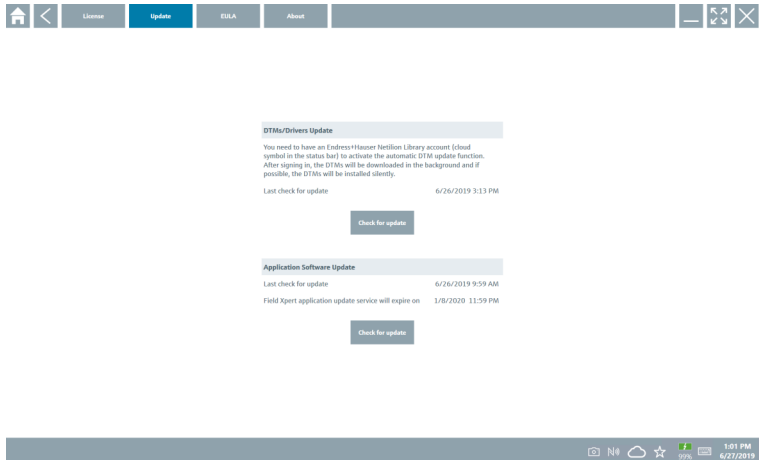 License Update EULA About
DTMs/Drivers Update
You need to have an Endress+Hauser Netilion Library account (cloud
symbol in the status bar) to activate the automatic DTM update function.
After signing in, the DTMs will be downloaded in the background and if
possible, the DTMs will be installed silently.
Last check for update 6/26/2019 3:13 PM
Check for update
Application Software Update
Last check for update 6/26/2019 9:59 AM
Field Xpert application update service will expire on 1/8/2020 11:59 PM
Check for update
99%
1:01 PM
6/27/2019